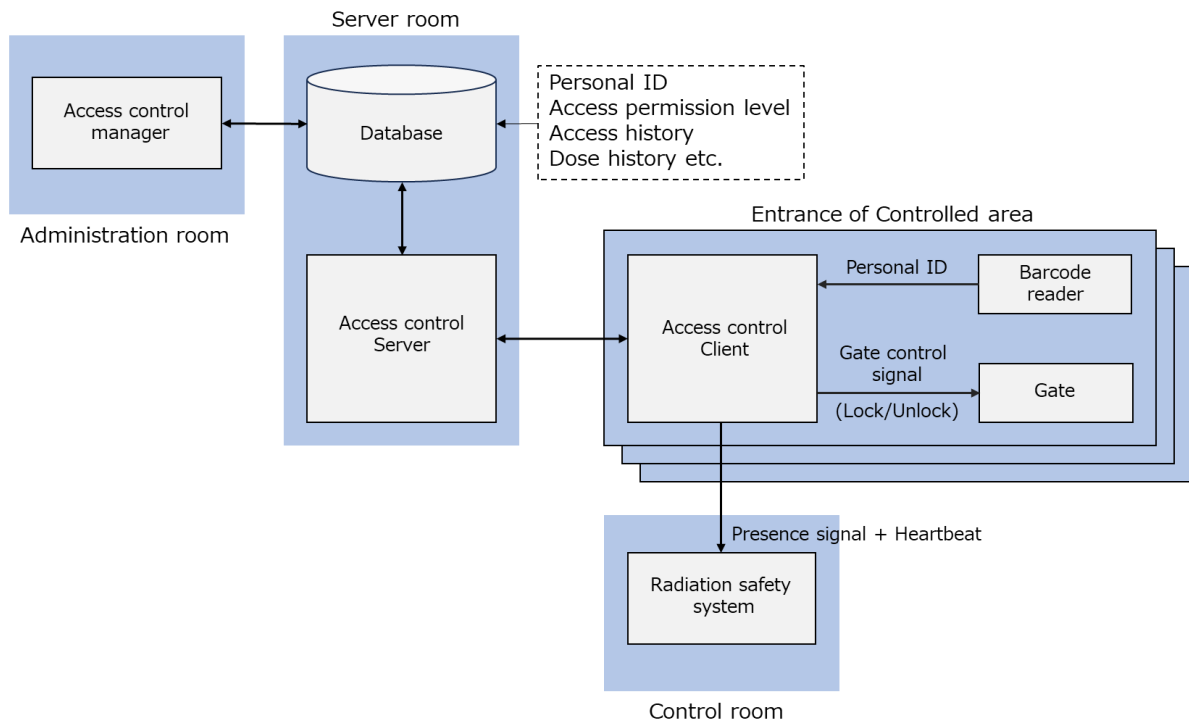 Server room
Access control
manager
Administration room
Database
Personal ID
Access permission level
Access history
Dose history etc.
Access control
Server
Entrance of Controlled area
Access control
Client
Personal ID
Barcode
reader
Gate control
signal
(Lock/Unlock)
Gate
Presence signal + Heartbeat
Radiation safety
system
Control room